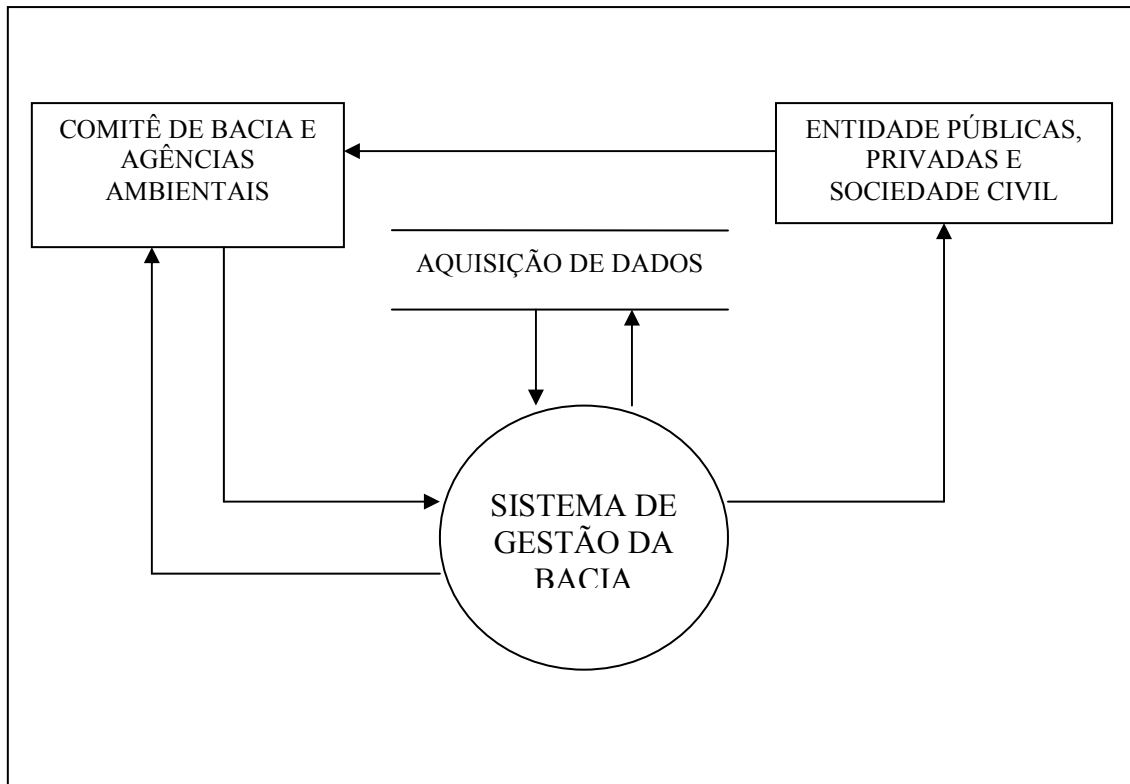 COMITÊ DE BACIA E
AGÊNCIAS
AMBIENTAIS
ENTIDADE PÚBLICAS,
PRIVADAS E
SOCIEDADE CIVIL
AQUISIÇÃO DE DADOS
SISTEMA DE
GESTÃO DA
BACIA